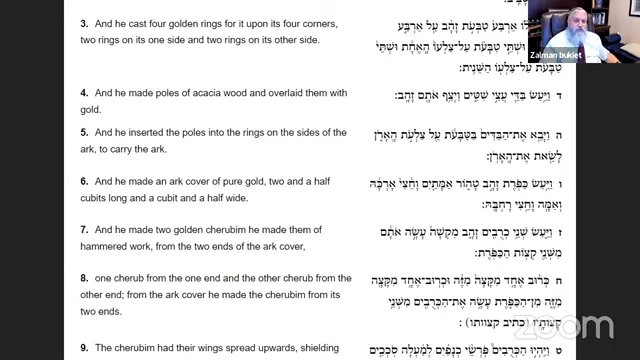 3. And he cast four golden rings for it upon its four corners,
two rings on its one side and two rings on its other side.
טַבְּעֹ֣ת זָהָ֔ב עַ֖ל אַרְבַּ֣ע
וּשְׁתֵּ֣י טַבָּעֹ֗ת עַל־צַלְעוֹ֙ הָֽאֶחָ֔ת וּשְׁתֵּי֙
טַבָּע֔וֹת עַל־צַלְע֖וֹ הַשֵּׁנִֽית:
4. And he made poles of acacia wood and overlaid them with
gold.
ד וַיַּ֥עַשׂ בַּדֵּ֖י עֲצֵ֣י שִׁטִּ֑ים וַיְצַ֥ף אֹתָ֖ם זָהָֽב:
5. And he inserted the poles into the rings on the sides of the
ark, to carry the ark.
ה וַיָּבֵ֤א אֶת־הַבַּדִּים֙ בַּטַּבָּעֹ֔ת עַ֖ל צַלְעֹ֣ת הָֽאָרֹ֑ן
לָשֵׂ֖את אֶת־הָֽאָרֹֽן:
6. And he made an ark cover of pure gold, two and a half
cubits long and a cubit and a half wide.
ו וַיַּ֥עַשׂ כַּפֹּ֖רֶת זָהָ֣ב טָה֑וֹר אַמָּתַ֤יִם וָחֵ֨צִי֙ אָרְכָּ֔הּ
וְאַמָּ֥ה וָחֵ֖צִי רָחְבָּֽהּ:
7. And he made two golden cherubim he made them of
hammered work, from the two ends of the ark cover,
ז וַיַּ֛עַשׂ שְׁנֵ֥י כְרֻבִ֖ים זָהָ֑ב מִקְשָׁה֙ עָשָׂ֣ה אֹתָ֔ם
מִשְּׁנֵ֖י קְצ֥וֹת הַכַּפֹּֽרֶת:
8. one cherub from the one end and the other cherub from the
other end; from the ark cover he made the cherubim from its
two ends.
ח כְּרֽוּב אֶחָ֤ד מִקָּצָה֙ מִזֶּ֔ה וּכְרֽוּב־אֶחָ֥ד מִקָּצָ֖ה
מִזֶּ֑ה מִן־הַכַּפֹּ֛רֶת עָשָׂ֥ה אֶת־הַכְּרֻבִ֖ים מִשְּׁנֵ֥י
קְצוֹתָֽיו (כתיב קצוותו):
9. The cherubim had their wings spread upwards, shielding
ט וַיִּֽהְי֣וּ הַכְּרֻבִים֩ פֹּֽרְשֵׂ֨י כְנָפַ֜יִם לְמַ֗עְלָה סֹֽכְכִ֤ים
Zalman bukiet
zoom